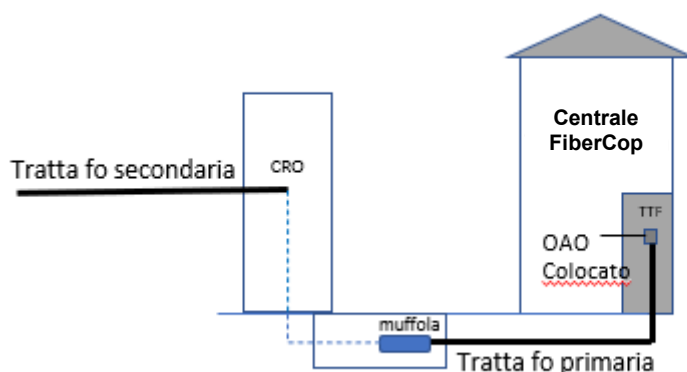 Centrale
FiberCop
CRO
Tratta fo secondaria
TTF
OAO
Colocato
muffola
Tratta fo primaria